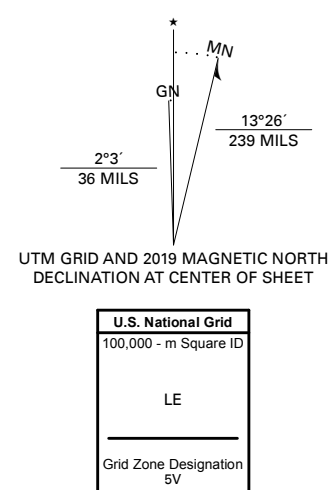 ★
MN
GN
13°26´
239 MILS
2°3´
36 MILS
UTM GRID AND 2019 MAGNETIC NORTH
DECLINATION AT CENTER OF SHEET
U.S. National Grid
100,000 - m Square ID
LE
Grid Zone Designation
5V